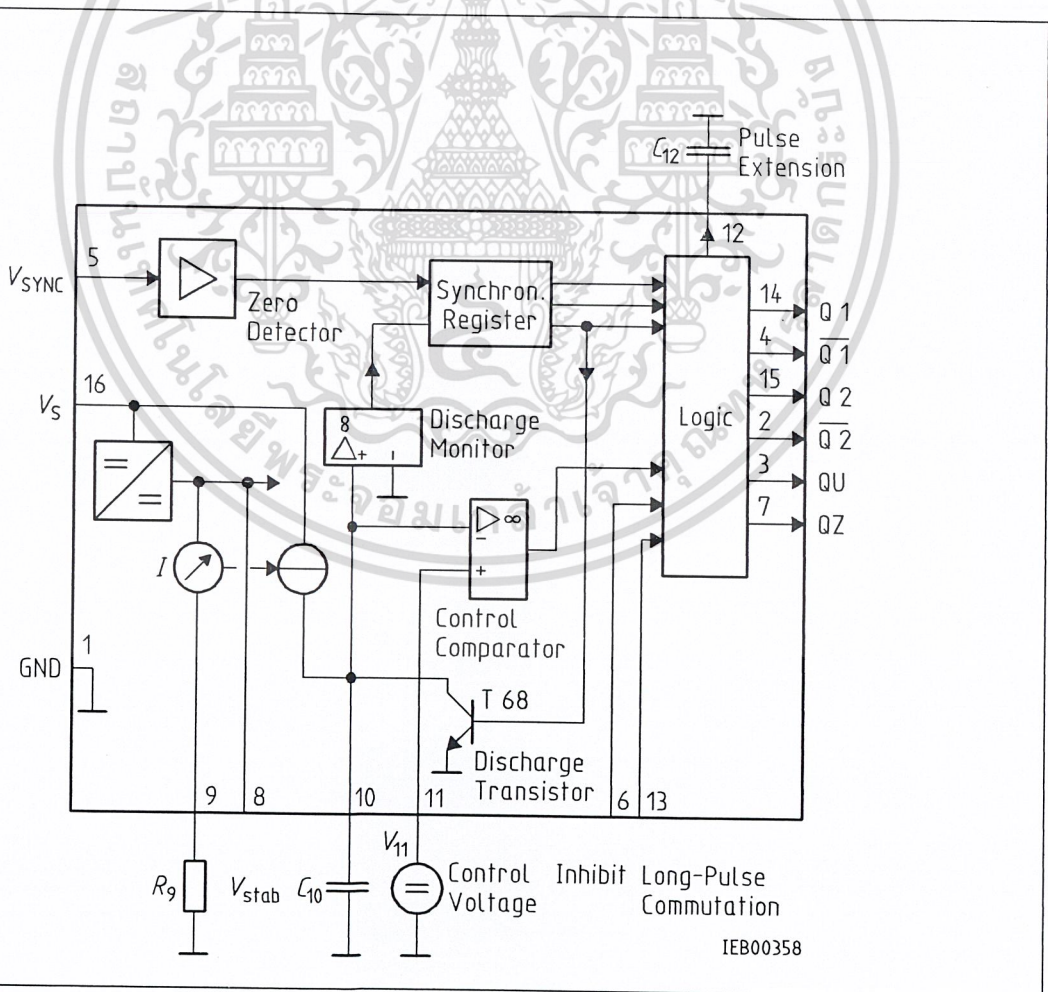 C12
Pulse
Extension
12
VSYNC
5
Zero
Detector
Synchron.
Register
14
Q1
4
Q̅1̅
15
Q2
2
Q̅2̅
3
QU
7
QZ
Logic
16
VS
8
+
-
Discharge
Monitor
∞
-
+
I
Control
Comparator
GND
1
T 68
Discharge
Transistor
9
8
10
11
6
13
R9
Vstab
C10
V11
Control
Voltage
Inhibit
Long-Pulse
Commutation
IEB00358